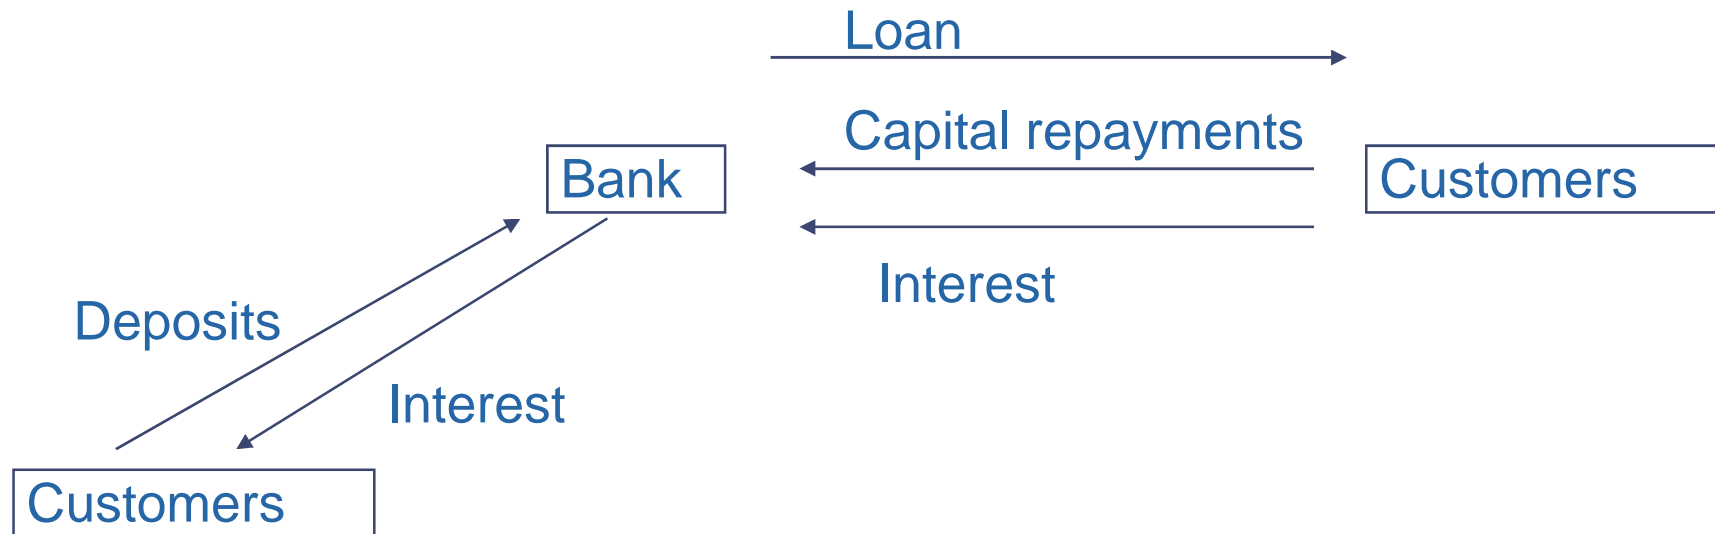 Loan
Capital repayments
Bank
Customers
Interest
Deposits
Interest
Customers